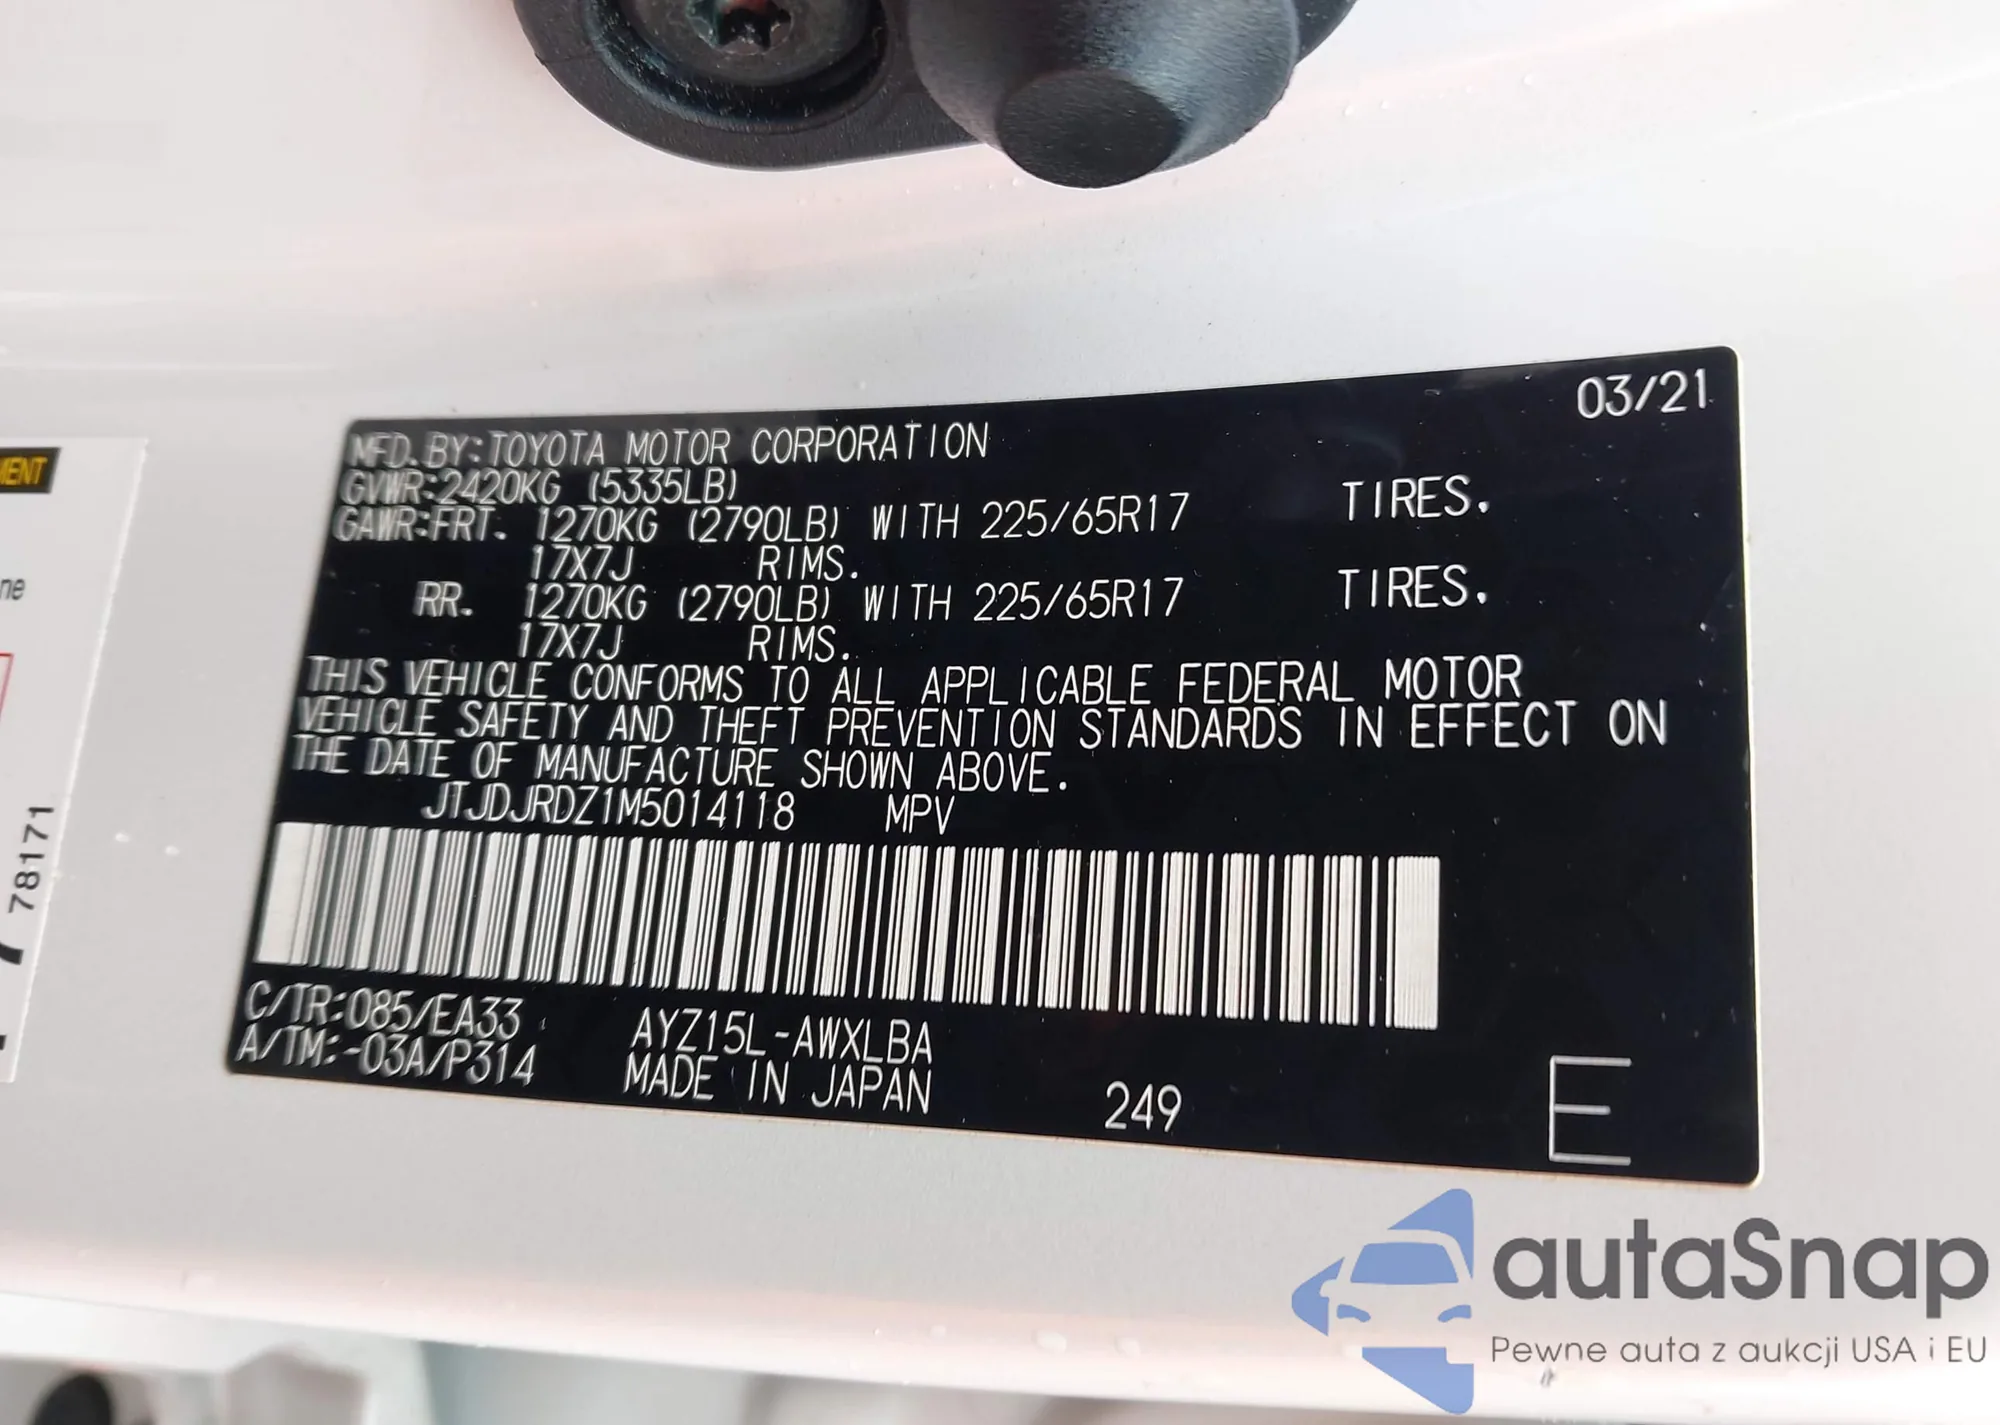 03/21
MFD. BY:TOYOTA MOTOR CORPORATION
GVWR:2420KG (5335LB)
GAWR:FRT. 1270KG (2790LB) WITH 225/65R17 TIRES.
17X7J RIMS.
RR. 1270KG (2790LB) WITH 225/65R17 TIRES.
17X7J RIMS.
THIS VEHICLE CONFORMS TO ALL APPLICABLE FEDERAL MOTOR
VEHICLE SAFETY AND THEFT PREVENTION STANDARDS IN EFFECT ON
THE DATE OF MANUFACTURE SHOWN ABOVE.
JTJDJRDZ1M5014118 MPV
C/TR:085/EA33 AYZ15L-AWXLBA
A/TM:-03A/P314 MADE IN JAPAN
249
E
MENT
ne
78171
autaSnap
Pewne auta z aukcji USA i EU